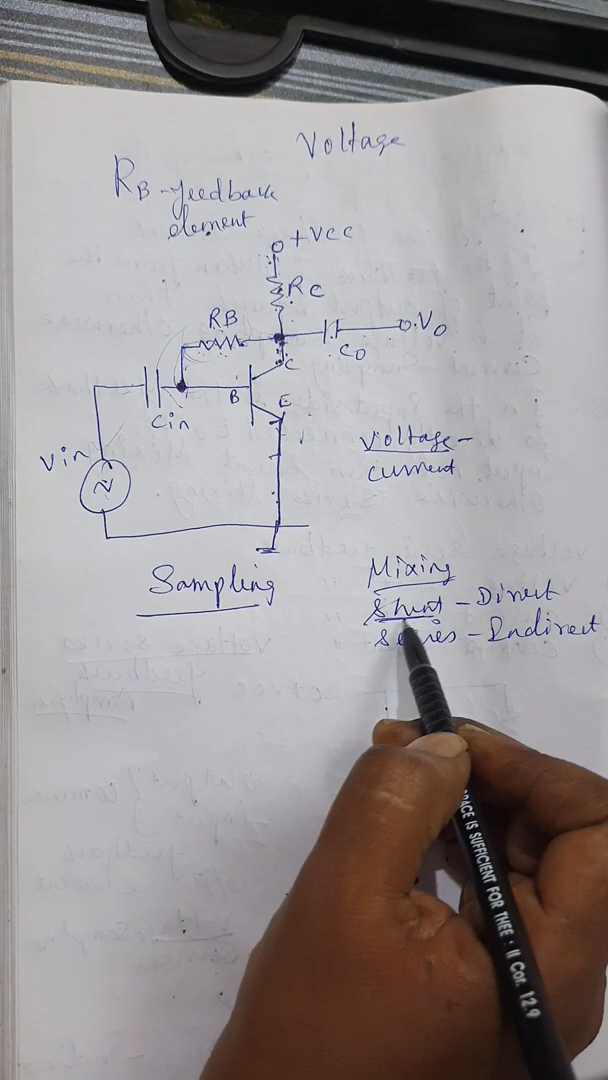 Voltage
RB-feedback
element
+Vcc
RC
RB
Vo
Co
C
B
E
Cin
Vin
Voltage-
current
Sampling
Mixing
Shunt - Direct
Series - Indirect
RACE IS SUFFICIENT FOR THEE : II Cor. 12.9